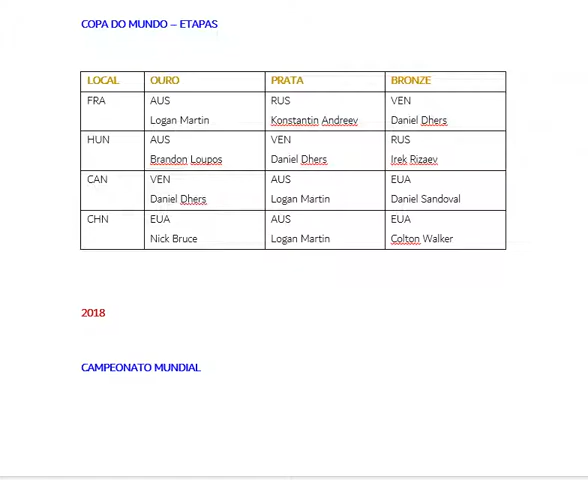 COPA DO MUNDO – ETAPAS
LOCAL OURO PRATA BRONZE
FRA AUS RUS VEN
Logan Martin Konstantin Andreev Daniel Dhers
HUN AUS VEN RUS
Brandon Loupos Daniel Dhers Irek Rizaev
CAN VEN AUS EUA
Daniel Dhers Logan Martin Daniel Sandoval
CHN EUA AUS EUA
Nick Bruce Logan Martin Colton Walker
2018
CAMPEONATO MUNDIAL